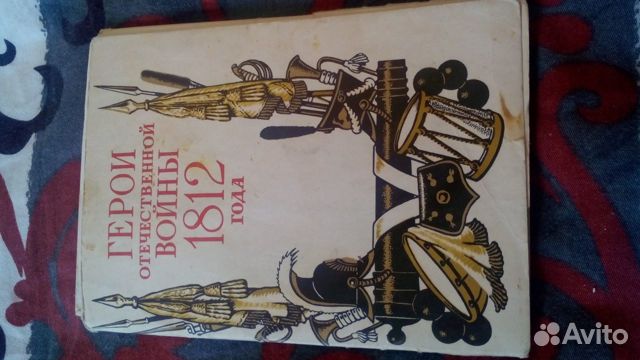 ГЕРОИ
ОТЕЧЕСТВЕННОЙ
ВОЙНЫ
1812
ГОДА
Avito